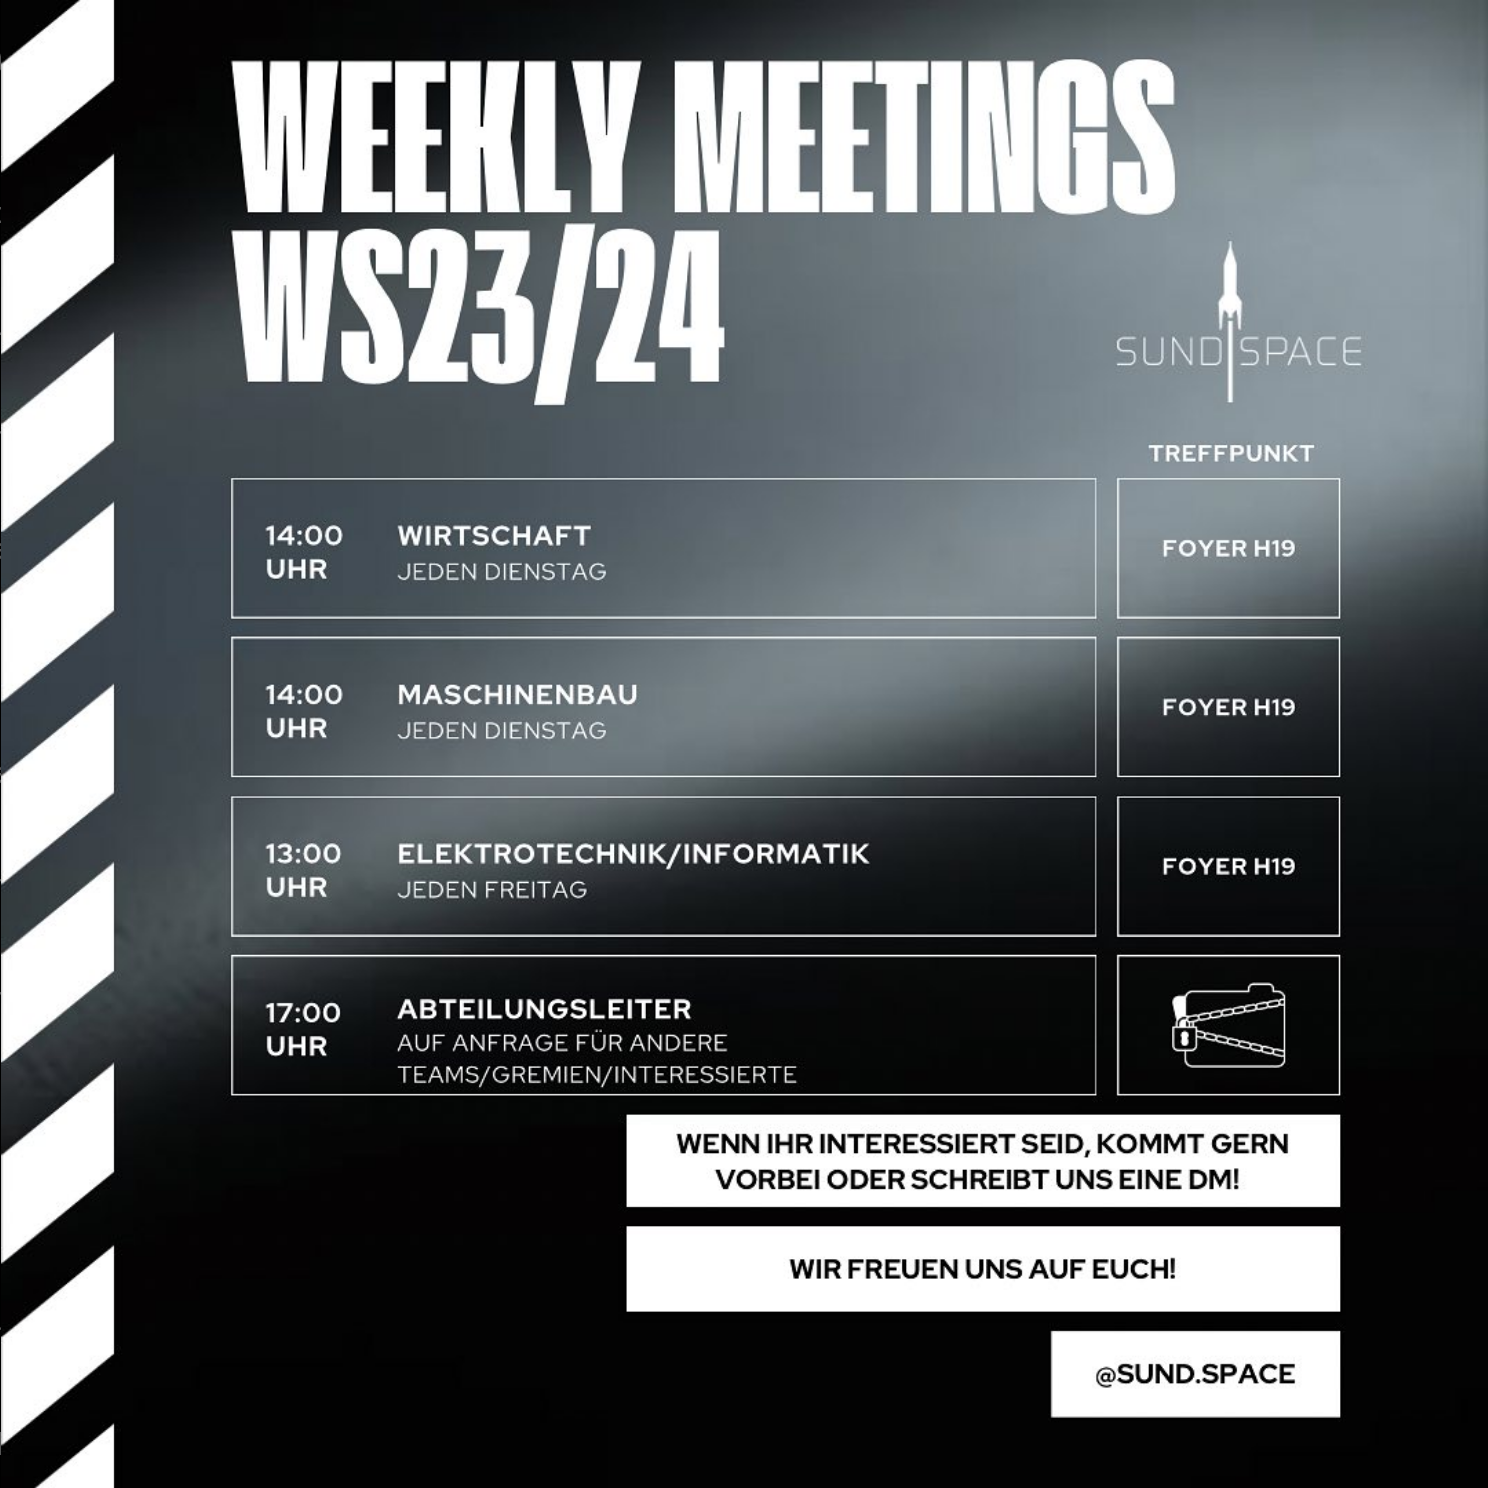 WEEKLY MEETINGS
WS23/24
SUND SPACE
TREFFPUNKT
14:00 UHR
WIRTSCHAFT
JEDEN DIENSTAG
FOYER H19
14:00 UHR
MASCHINENBAU
JEDEN DIENSTAG
FOYER H19
13:00 UHR
ELEKTROTECHNIK/INFORMATIK
JEDEN FREITAG
FOYER H19
17:00 UHR
ABTEILUNGSLEITER
AUF ANFRAGE FÜR ANDERE
TEAMS/GREMIEN/INTERESSIERTE
WENN IHR INTERESSIERT SEID, KOMMT GERN
VORBEI ODER SCHREIBT UNS EINE DM!
WIR FREUEN UNS AUF EUCH!
@SUND.SPACE